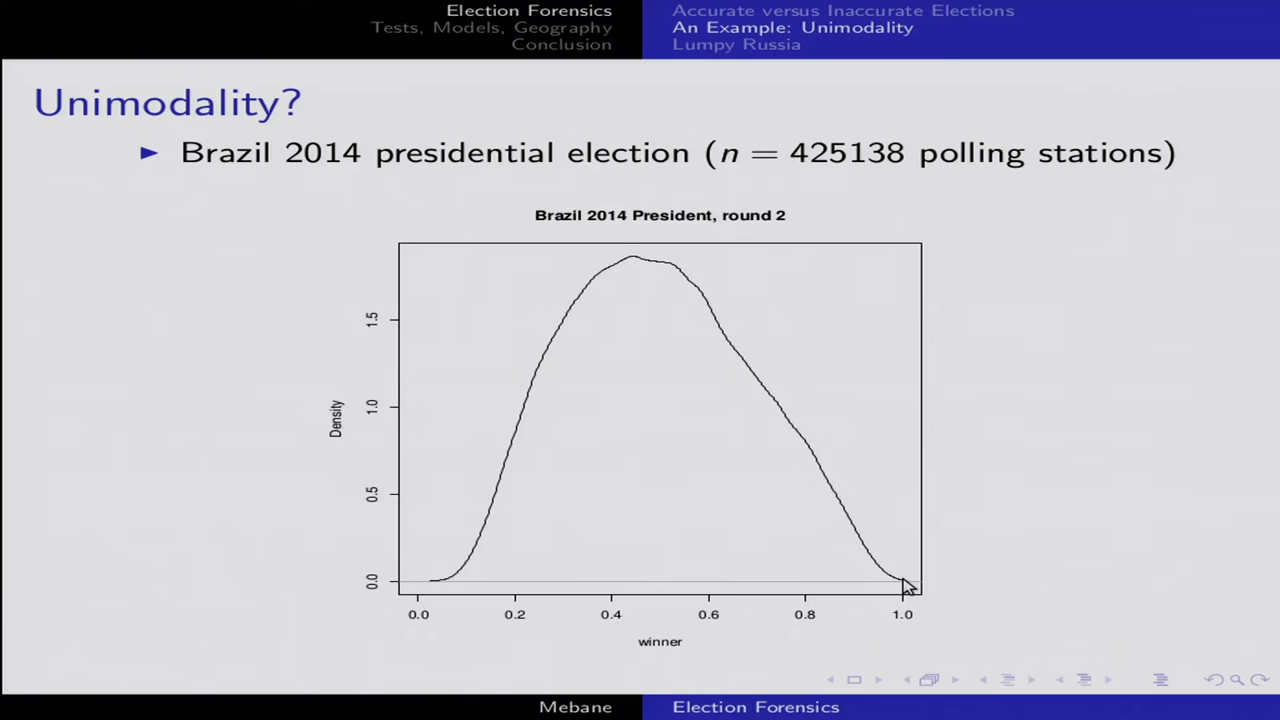 Election Forensics
Tests, Models, Geography
Conclusion
Accurate versus Inaccurate Elections
An Example: Unimodality
Lumpy Russia
Unimodality?
Brazil 2014 presidential election (n = 425138 polling stations)
Brazil 2014 President, round 2
Density
1.5
1.0
0.5
0.0
0.0 0.2 0.4 0.6 0.8 1.0
winner
Mebane Election Forensics